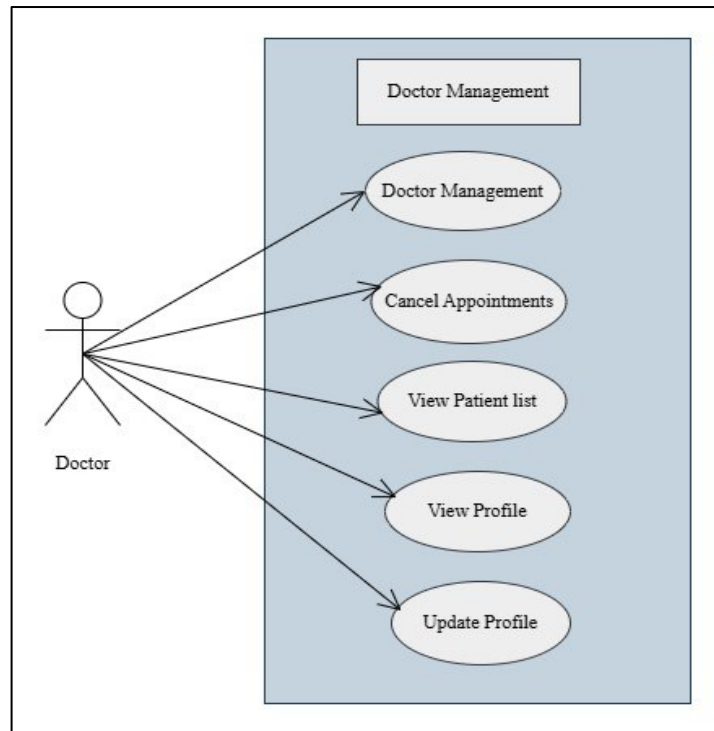 Doctor Management
Doctor Management
Cancel Appointments
View Patient list
Doctor
View Profile
Update Profile